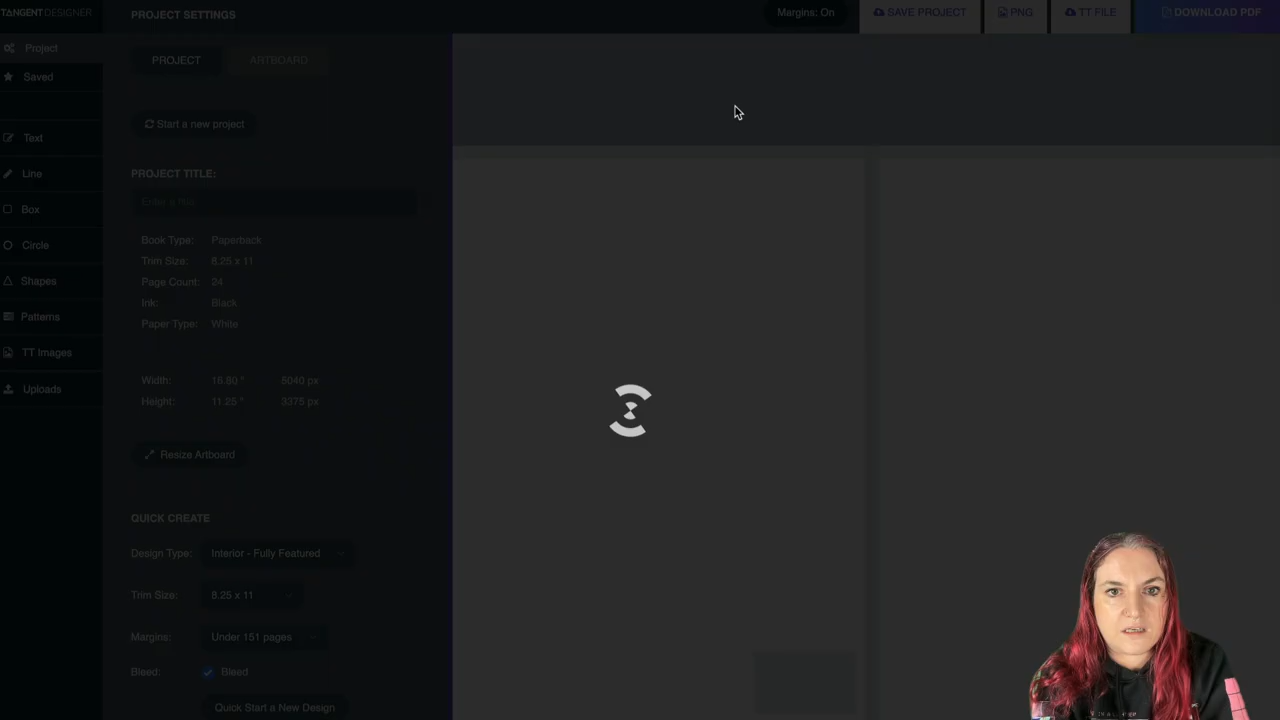 TANGENT DESIGNER
PROJECT SETTINGS
Margins: On
SAVE PROJECT
PNG
TT FILE
DOWNLOAD PDF
Project
Saved
Text
Line
Box
Circle
Shapes
Patterns
TT Images
Uploads
PROJECT
ARTBOARD
Start a new project
PROJECT TITLE:
Enter a title
Book Type: Paperback
Trim Size: 8.25 x 11
Page Count: 24
Ink: Black
Paper Type: White
Width: 16.80 " 5040 px
Height: 11.25 " 3375 px
Resize Artboard
QUICK CREATE
Design Type: Interior - Fully Featured
Trim Size: 8.25 x 11
Margins: Under 151 pages
Bleed: Bleed
Quick Start a New Design